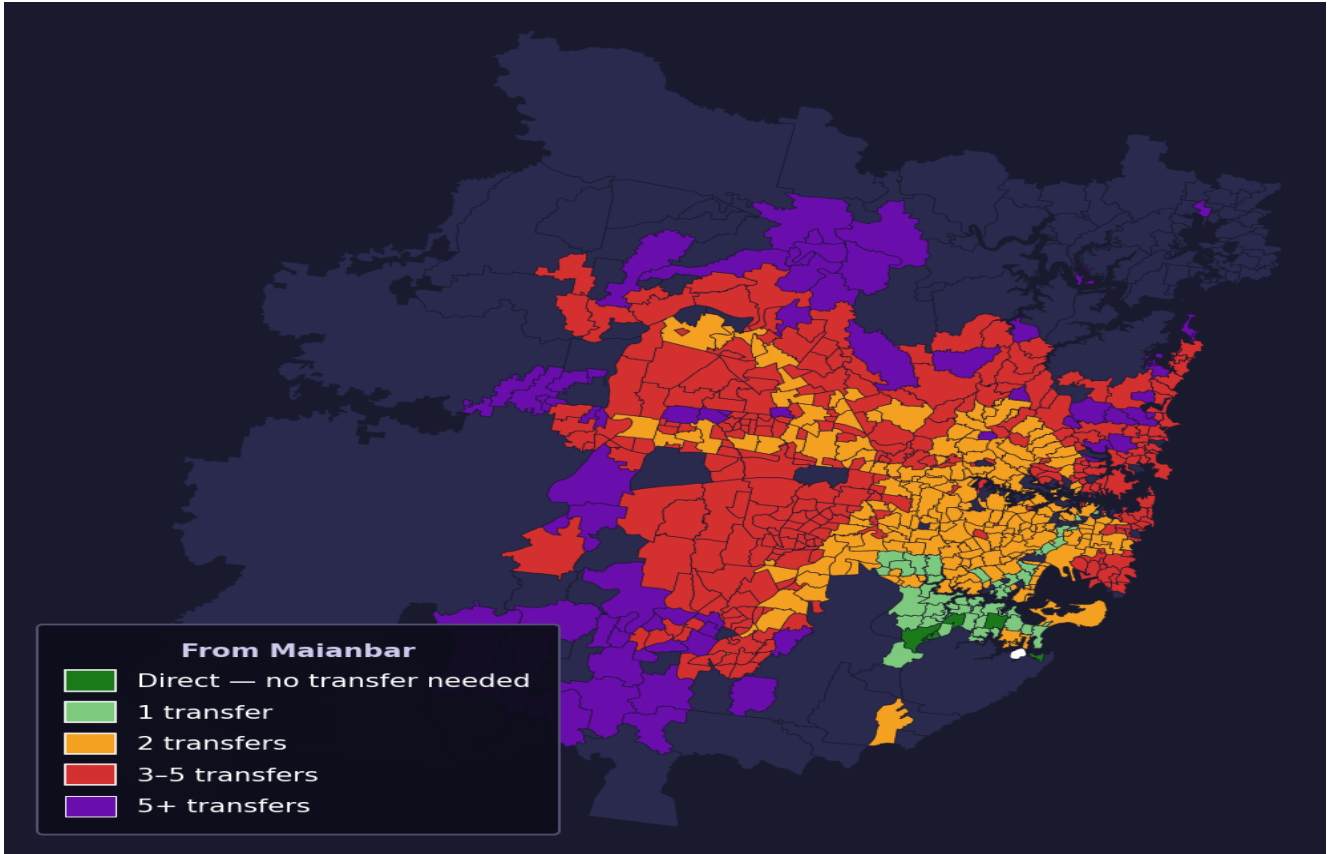 From Maianbar
Direct — no transfer needed
1 transfer
2 transfers
3–5 transfers
5+ transfers